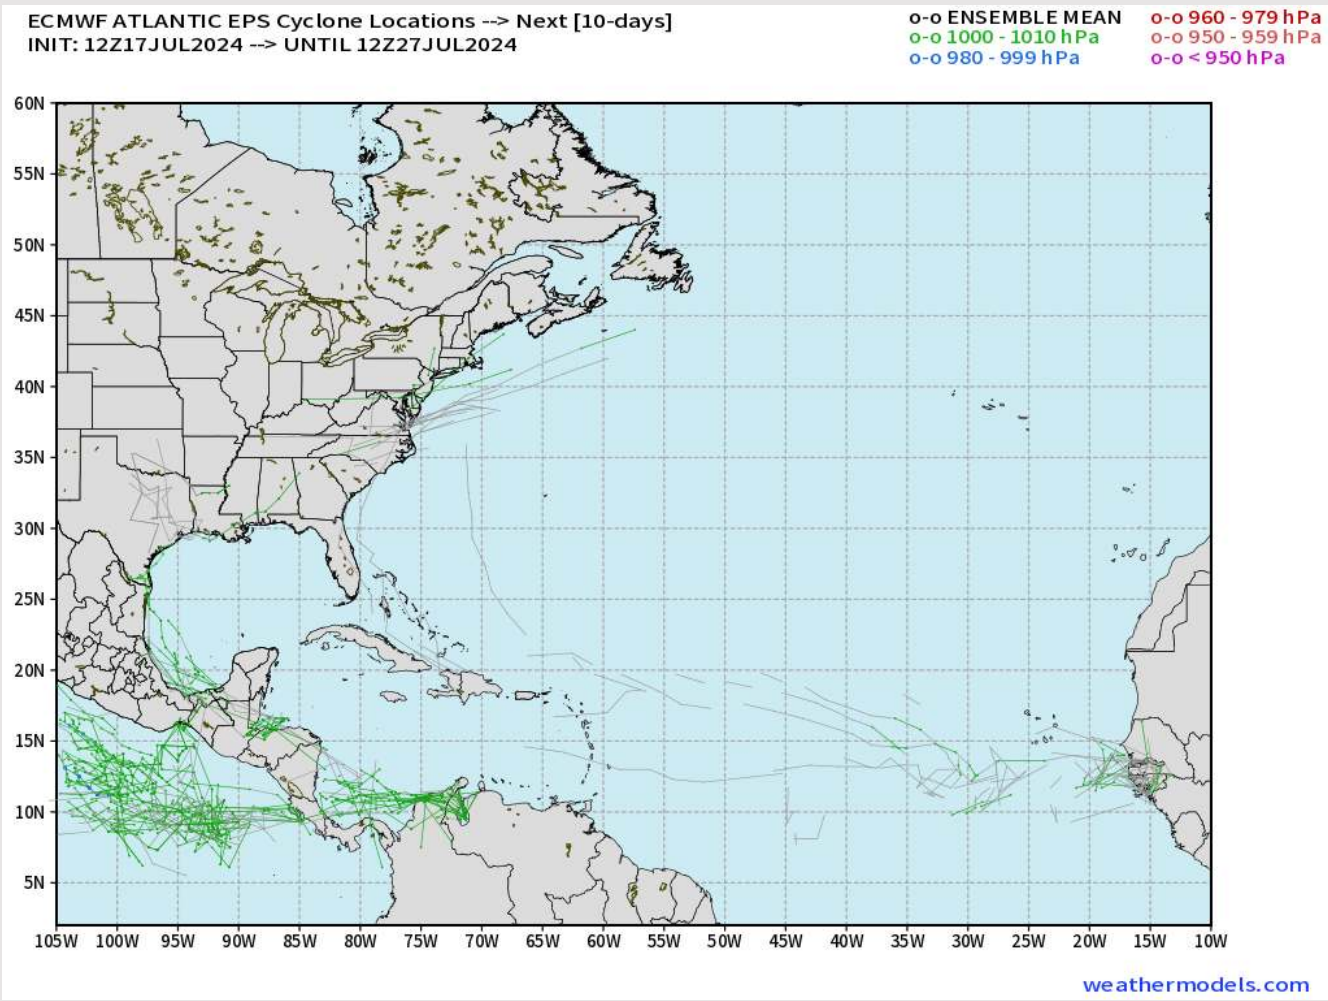 ECMWF ATLANTIC EPS Cyclone Locations --> Next [10-days]
INIT: 12Z17JUL2024 --> UNTIL 12Z27JUL2024
o-o ENSEMBLE MEAN
o-o 960 - 979 hPa
o-o 1000 - 1010 hPa
o-o 950 - 959 hPa
o-o 980 - 999 hPa
o-o < 950 hPa
60N
55N
50N
45N
40N
35N
30N
25N
20N
15N
10N
5N
105W 100W 95W 90W 85W 80W 75W 70W 65W 60W 55W 50W 45W 40W 35W 30W 25W 20W 15W 10W
weathermodels.com